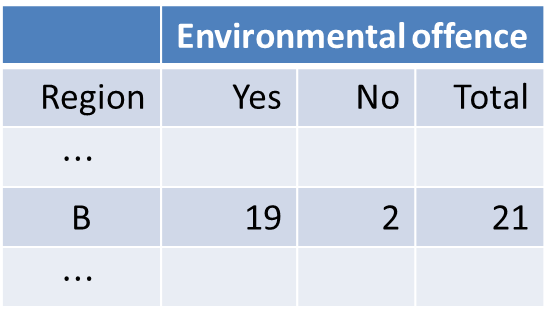 Environmental offence
Region Yes No Total
...
B 19 2 21
...